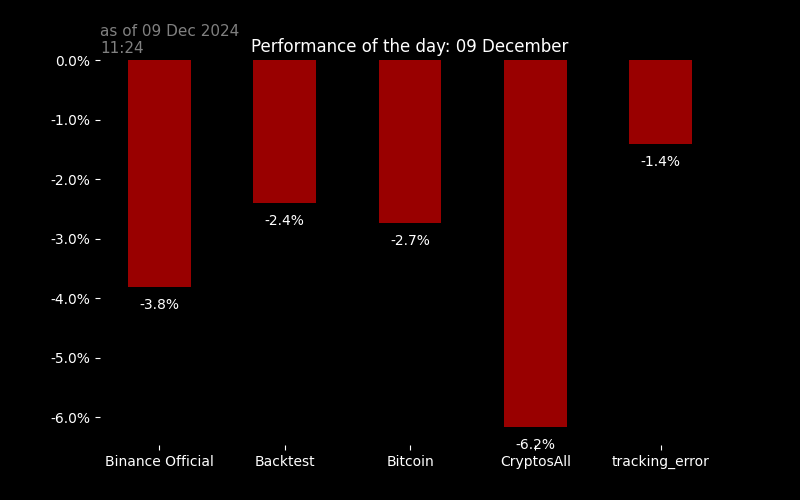 as of 09 Dec 2024
11:24
Performance of the day: 09 December
0.0%
-1.0%
-2.0%
-3.0%
-4.0%
-5.0%
-6.0%
-3.8%
-2.4%
-2.7%
-6.2%
-1.4%
Binance Official
Backtest
Bitcoin
CryptosAll
tracking_error